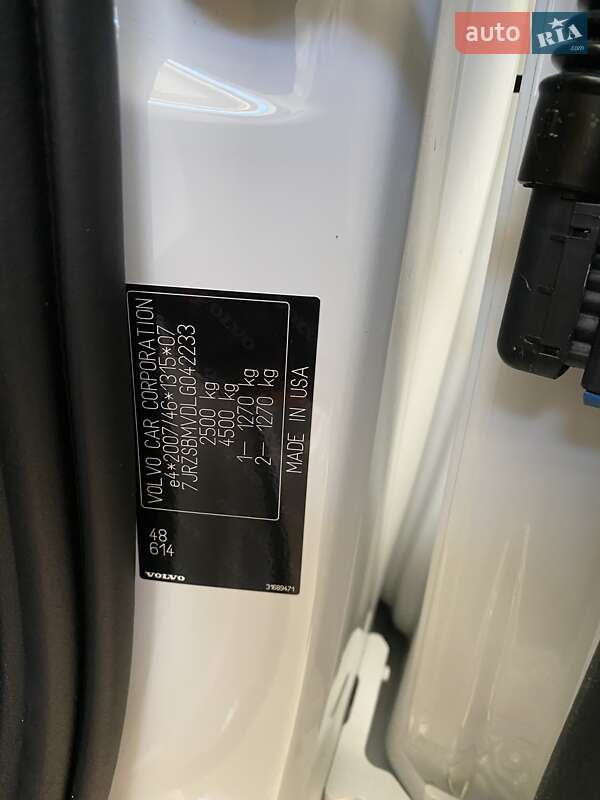 auto RIA .com
VOLVO CAR CORPORATION
e4*2007/46*1315*07
7JRZSBMVDLG042233
2500 kg
4500 kg
1– 1270 kg
2– 1270 kg
MADE IN USA
48
614
VOLVO
31689471